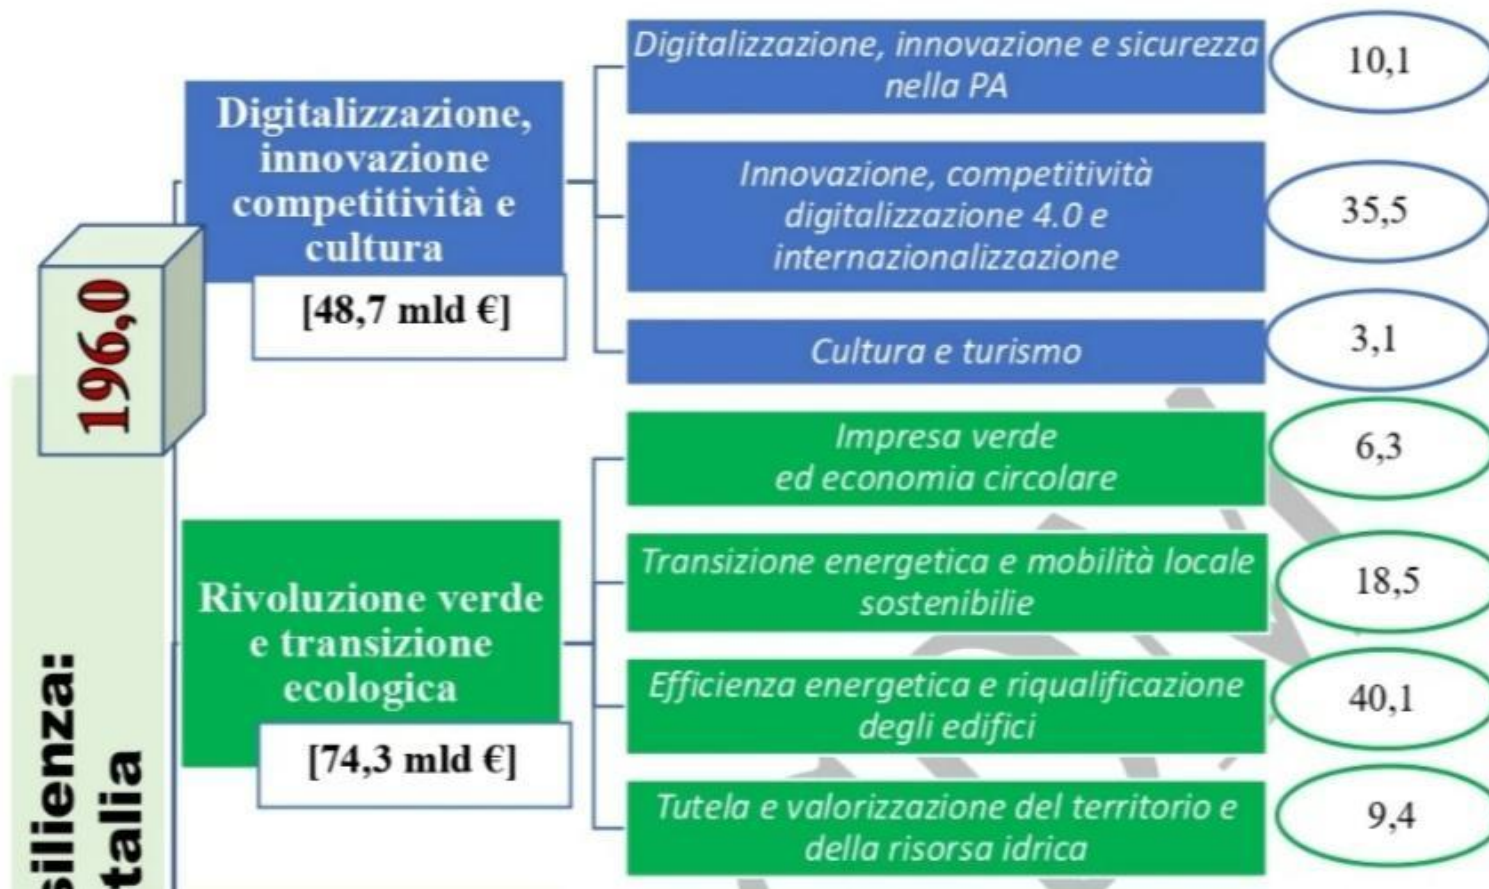 196,0
silienza:
talia
Digitalizzazione,
innovazione
competitività e
cultura
[48,7 mld €]
Digitalizzazione, innovazione e sicurezza
nella PA
10,1
Innovazione, competitività
digitalizzazione 4.0 e
internazionalizzazione
35,5
Cultura e turismo
3,1
Rivoluzione verde
e transizione
ecologica
[74,3 mld €]
Impresa verde
ed economia circolare
6,3
Transizione energetica e mobilità locale
sostenibilie
18,5
Efficienza energetica e riqualificazione
degli edifici
40,1
Tutela e valorizzazione del territorio e
della risorsa idrica
9,4